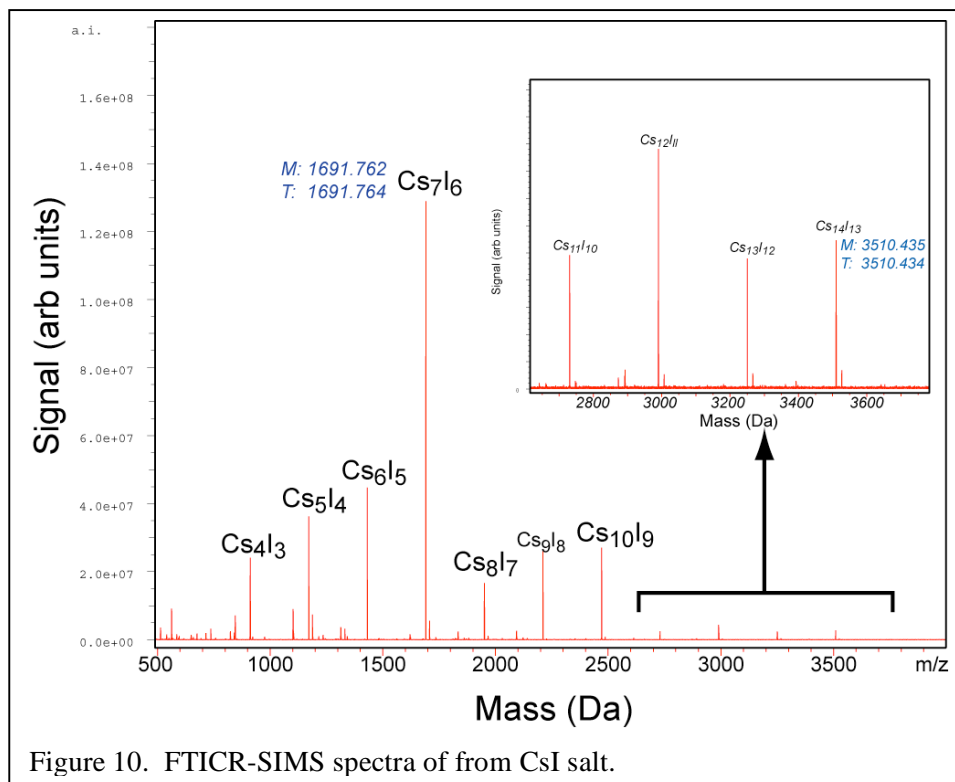 a.i.
1.6e+08
1.4e+08
1.2e+08
1.0e+08
8.0e+07
6.0e+07
4.0e+07
2.0e+07
0.0e+00
Signal (arb units)
M: 1691.762
T: 1691.764
Cs4I3
Cs5I4
Cs6I5
Cs7I6
Cs8I7
Cs9I8
Cs10I9
500 1000 1500 2000 2500 3000 3500 m/z
Mass (Da)
Signal (arb units)
0
Cs11I10
Cs12III
Cs13I12
Cs14I13
M: 3510.435
T: 3510.434
2800 3000 3200 3400 3600
Mass (Da)
Figure 10. FTICR-SIMS spectra of from CsI salt.